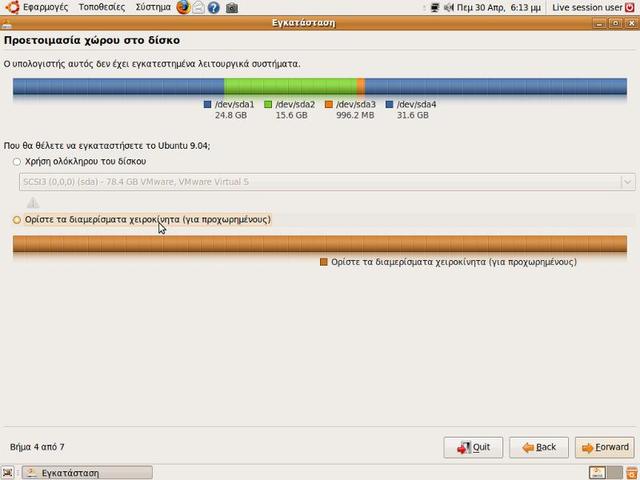 Εφαρμογές Τοποθεσίες Σύστημα Πεμ 30 Απρ, 6:13 μμ Live session user
Εγκατάσταση
Προετοιμασία χώρου στο δίσκο
Ο υπολογιστής αυτός δεν έχει εγκατεστημένα λειτουργικά συστήματα.
/dev/sda1 /dev/sda2 /dev/sda3 /dev/sda4
24.8 GB 15.6 GB 996.2 MB 31.6 GB
Που θα θέλετε να εγκαταστήσετε το Ubuntu 9.04;
Χρήση ολόκληρου του δίσκου
SCSI3 (0,0,0) (sda) - 78.4 GB VMware, VMware Virtual S
Ορίστε τα διαμερίσματα χειροκίνητα (για προχωρημένους)
Ορίστε τα διαμερίσματα χειροκίνητα (για προχωρημένους)
Βήμα 4 από 7 Quit Back Forward
Εγκατάσταση